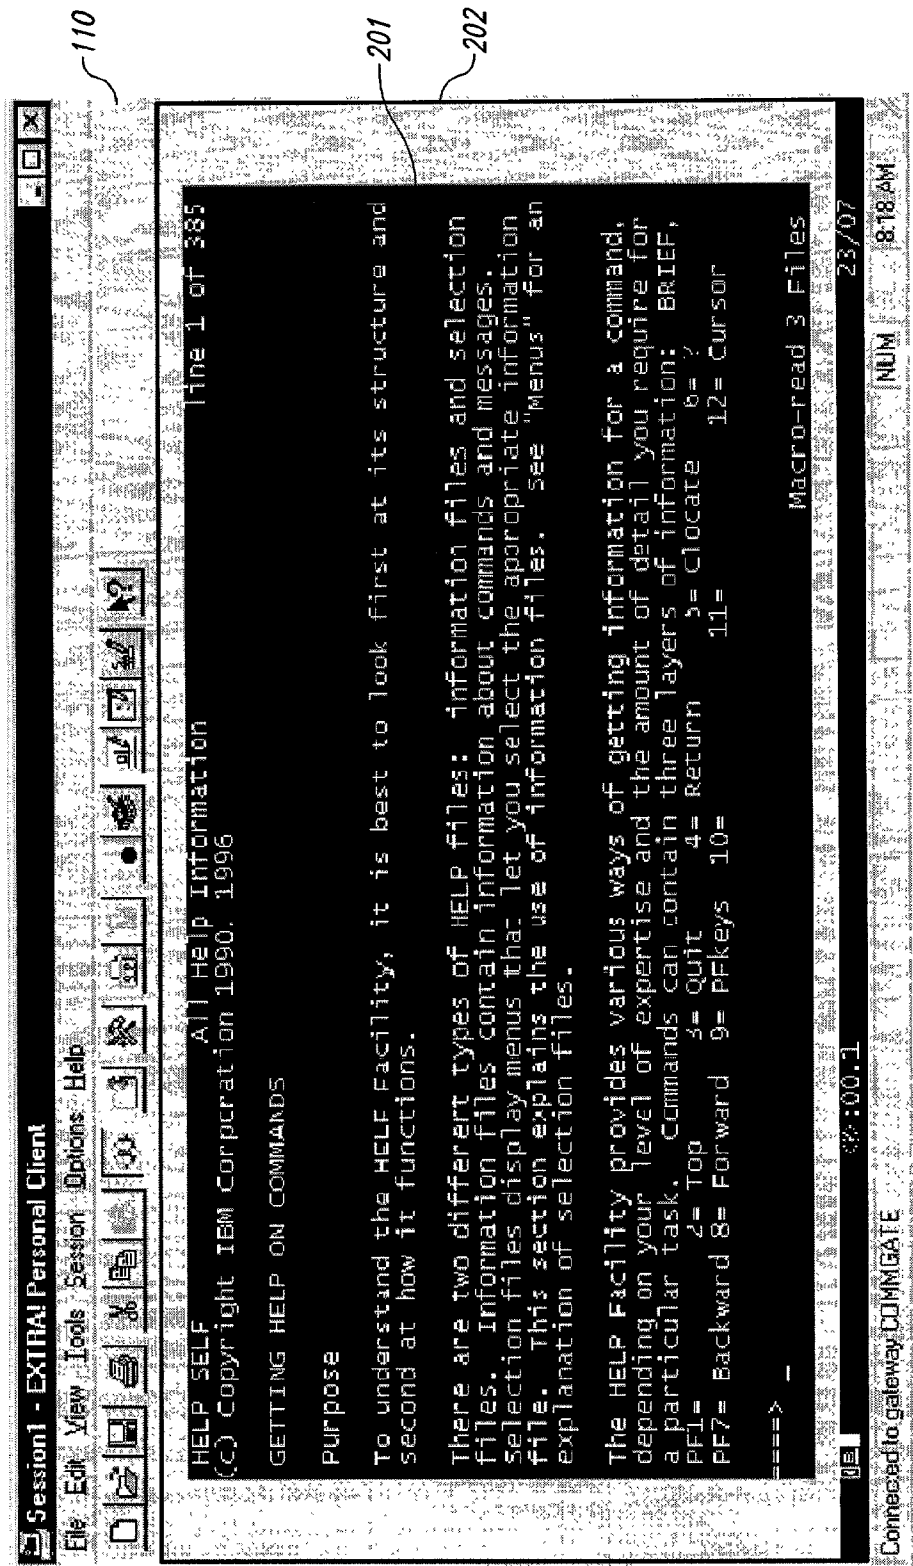 110
201
202
Session1 - EXTRA! Personal Client
File Edit View Tools Session Options Help
HELP SELF All Help Information line 1 of 385
(c) Copyright IBM Corporation 1990, 1996
GETTING HELP ON COMMANDS
Purpose
To understand the HELP Facility, it is best to look first at its structure and
second at how it functions.
There are two different types of HELP files: information files and selection
files. Information files contain information about commands and messages.
Selection files display menus that let you select the appropriate information
file. This section explains the use of information files. See "Menus" for an
explanation of selection files.
The HELP Facility provides various ways of getting information for a command,
depending on your level of expertise and the amount of detail you require for
a particular task. Commands can contain three layers of information: BRIEF,
PF1= 2= Top 3= Quit 4= Return 5= Clocate 6= ?
PF7= Backward 8= Forward 9= PFkeys 10= 11= 12= Cursor
====> _
Macro-read 3 Files
:00.1 23/07
Connected to gateway COMMGATE NUM 8:18 AM